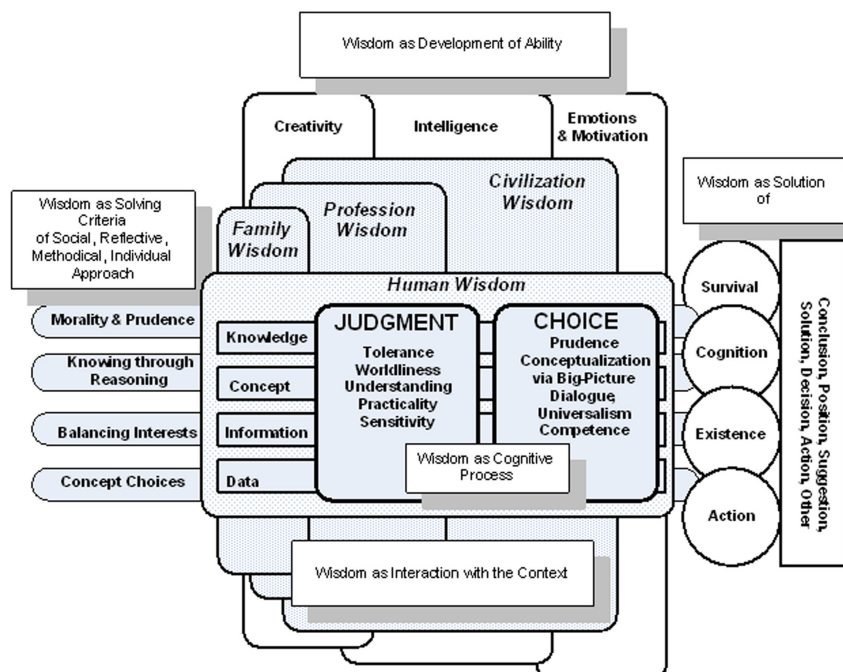 Wisdom as Development of Ability
Creativity
Intelligence
Emotions
& Motivation
Civilization
Wisdom
Profession
Wisdom
Family
Wisdom
Wisdom as Solving
Criteria
of Social, Reflective,
Methodical, Individual
Approach
Wisdom as Solution
of
Human Wisdom
Morality & Prudence
Knowing through
Reasoning
Balancing Interests
Concept Choices
Knowledge
Concept
Information
Data
JUDGMENT
Tolerance
Worldliness
Understanding
Practicality
Sensitivity
CHOICE
Prudence
Conceptualization
via Big-Picture
Dialogue,
Universalism
Competence
Wisdom as Cognitive
Process
Survival
Cognition
Existence
Action
Conclusion, Position, Suggestion,
Solution, Decision, Action, Other
Wisdom as Interaction with the Context